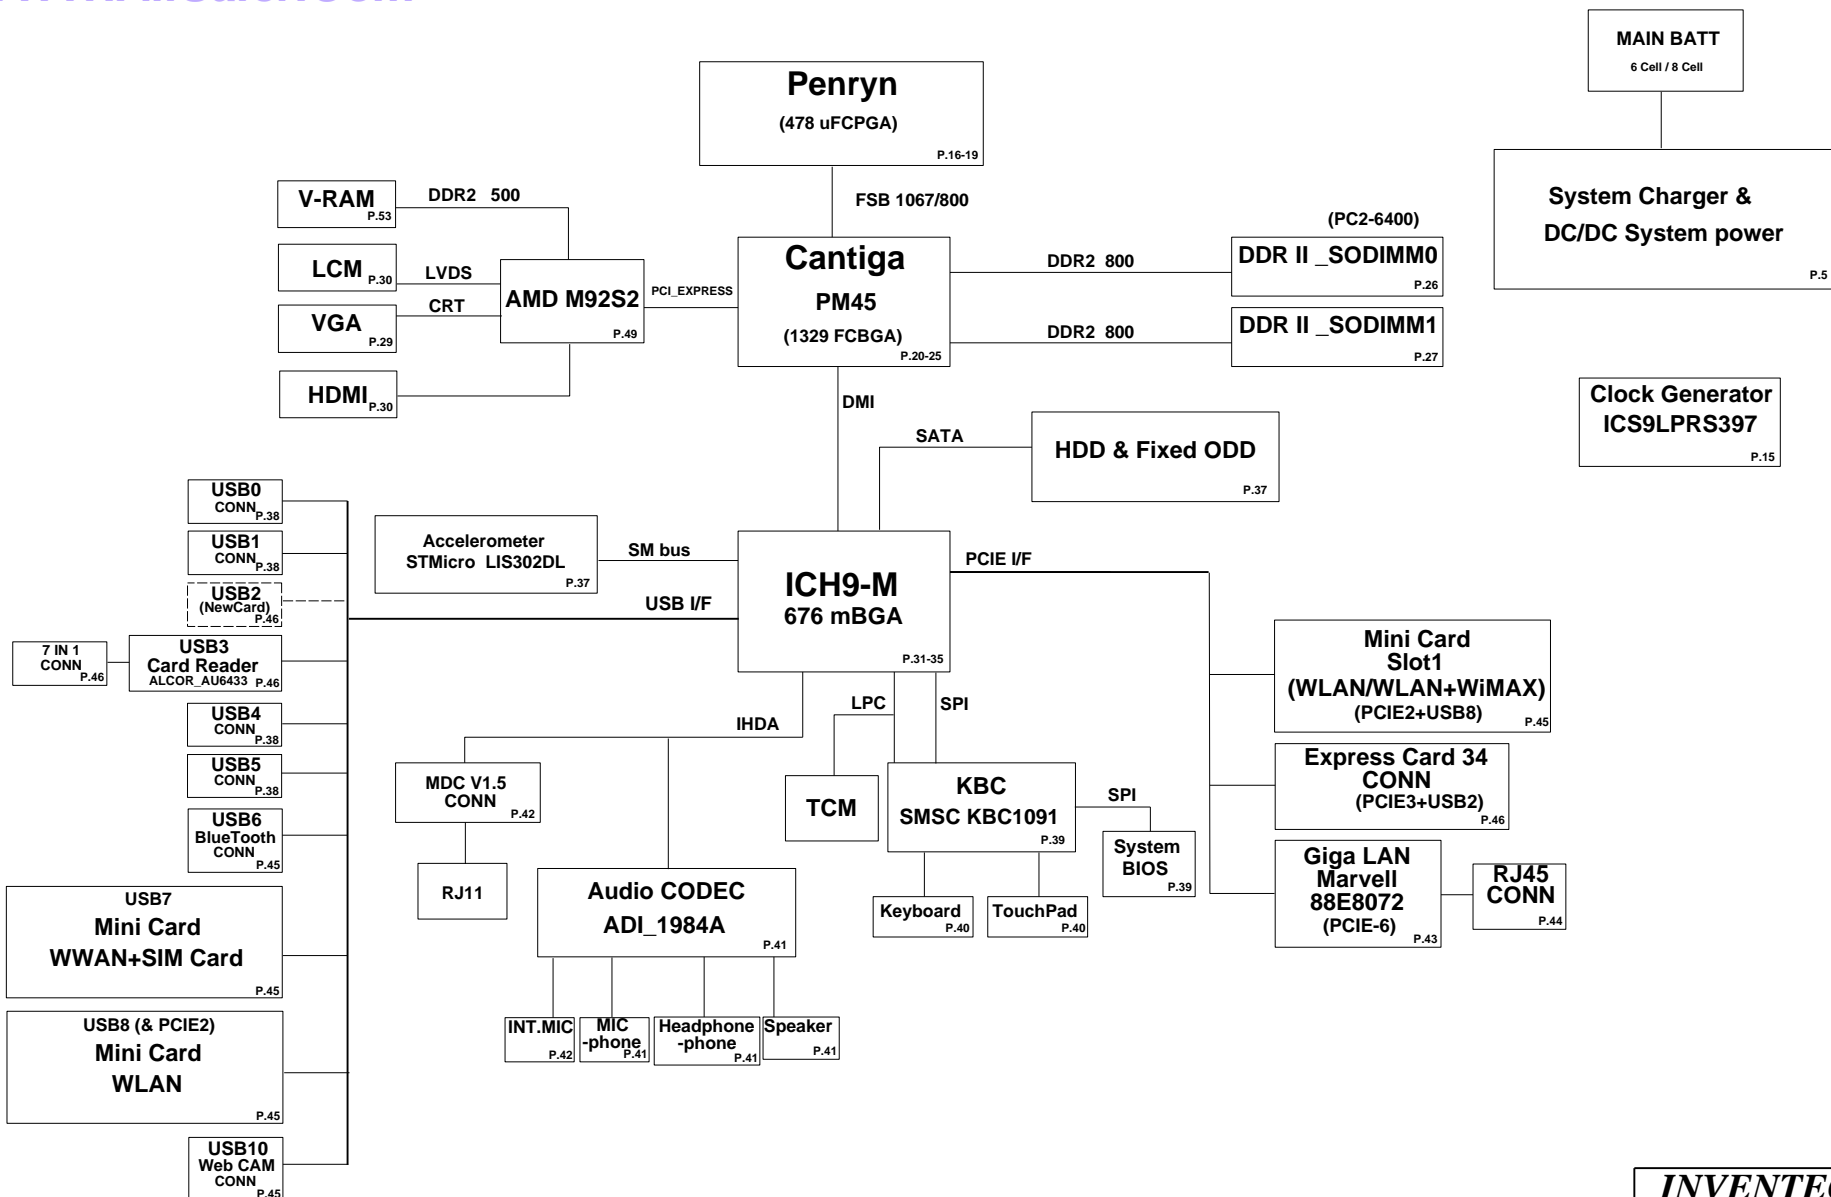 MAIN BATT
6 Cell / 8 Cell
Penryn
(478 uFCPGA)
P.16-19
System Charger &
DC/DC System power
P.5
FSB 1067/800
V-RAM
P.53
DDR2 500
LCM
P.30
LVDS
VGA
P.29
CRT
HDMI
P.30
AMD M92S2
P.49
PCI_EXPRESS
Cantiga
PM45
(1329 FCBGA)
P.20-25
(PC2-6400)
DDR2 800
DDR II _SODIMM0
P.26
DDR2 800
DDR II _SODIMM1
P.27
Clock Generator
ICS9LPRS397
P.15
DMI
SATA
HDD & Fixed ODD
P.37
Accelerometer
STMicro LIS302DL
P.37
SM bus
USB I/F
ICH9-M
676 mBGA
P.31-35
PCIE I/F
USB0
CONN
P.38
USB1
CONN
P.38
USB2
(NewCard)
P.46
7 IN 1
CONN
P.46
USB3
Card Reader
ALCOR_AU6433
P.46
USB4
CONN
P.38
USB5
CONN
P.38
USB6
BlueTooth
CONN
P.45
USB7
Mini Card
WWAN+SIM Card
P.45
USB8 (& PCIE2)
Mini Card
WLAN
P.45
USB10
Web CAM
CONN
P.45
IHDA
MDC V1.5
CONN
P.42
RJ11
Audio CODEC
ADI_1984A
P.41
INT.MIC
P.42
MIC
-phone
P.41
Headphone
-phone
P.41
Speaker
P.41
LPC
SPI
TCM
KBC
SMSC KBC1091
P.39
SPI
System
BIOS
P.39
Keyboard
P.40
TouchPad
P.40
Mini Card
Slot1
(WLAN/WLAN+WiMAX)
(PCIE2+USB8)
P.45
Express Card 34
CONN
(PCIE3+USB2)
P.46
Giga LAN
Marvell
88E8072
(PCIE-6)
P.43
RJ45
CONN
P.44